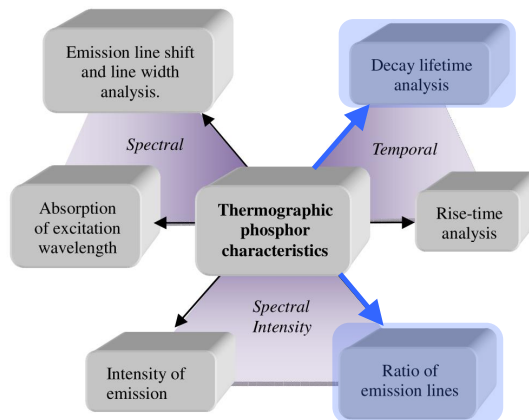 Emission line shift
and line width
analysis.
Decay lifetime
analysis
Spectral
Temporal
Absorption
of excitation
wavelength
Thermographic
phosphor
characteristics
Rise-time
analysis
Spectral
Intensity
Intensity of
emission
Ratio of
emission lines